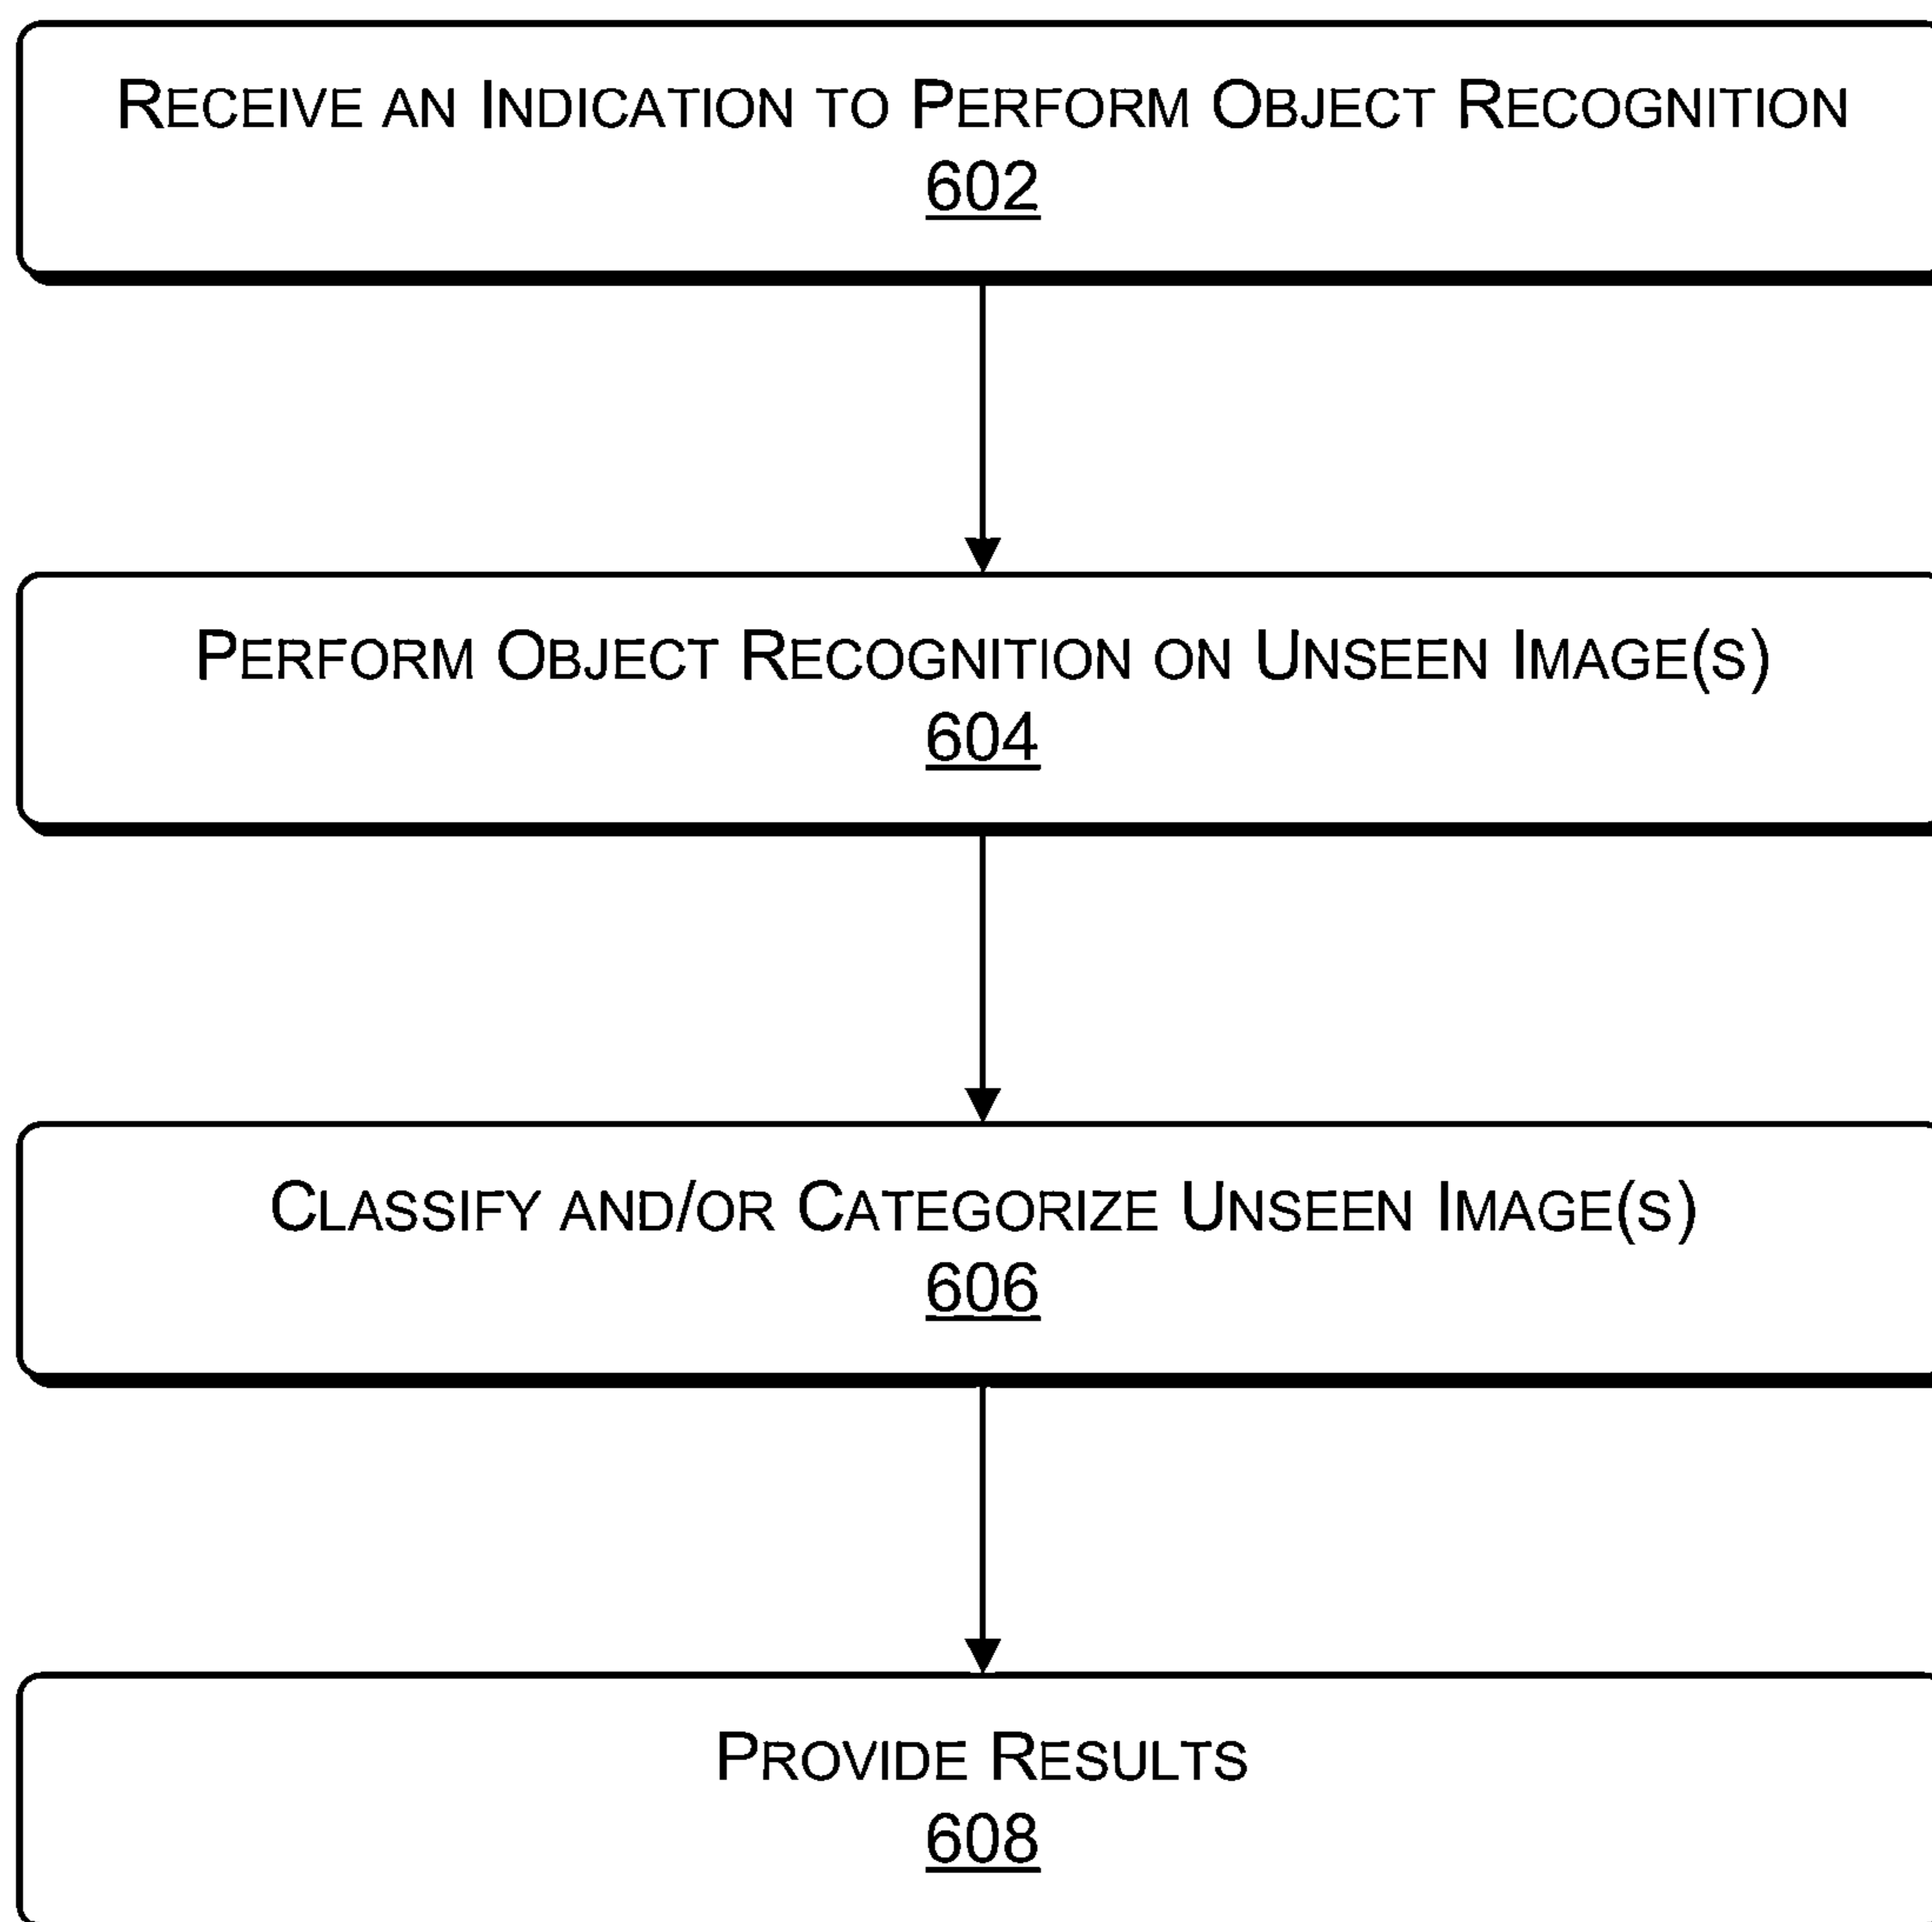 RECEIVE AN INDICATION TO PERFORM OBJECT RECOGNITION
602
PERFORM OBJECT RECOGNITION ON UNSEEN IMAGE(S)
604
CLASSIFY AND/OR CATEGORIZE UNSEEN IMAGE(S)
606
PROVIDE RESULTS
608